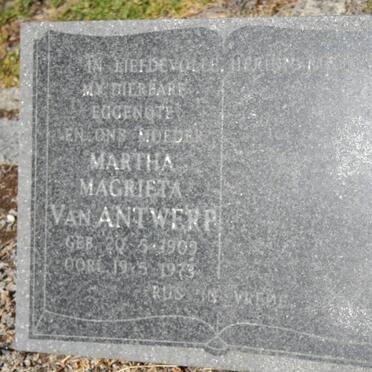 IN LIEFDEVOLLE HERINNERING
MY DIERBARE
EGGENOTE
EN ONS MOEDER
MARTHA
MAGRIETA
VAN ANTWERP
GEB. 20·5·1909
OORL. 19·5·1973
RUS IN VREDE